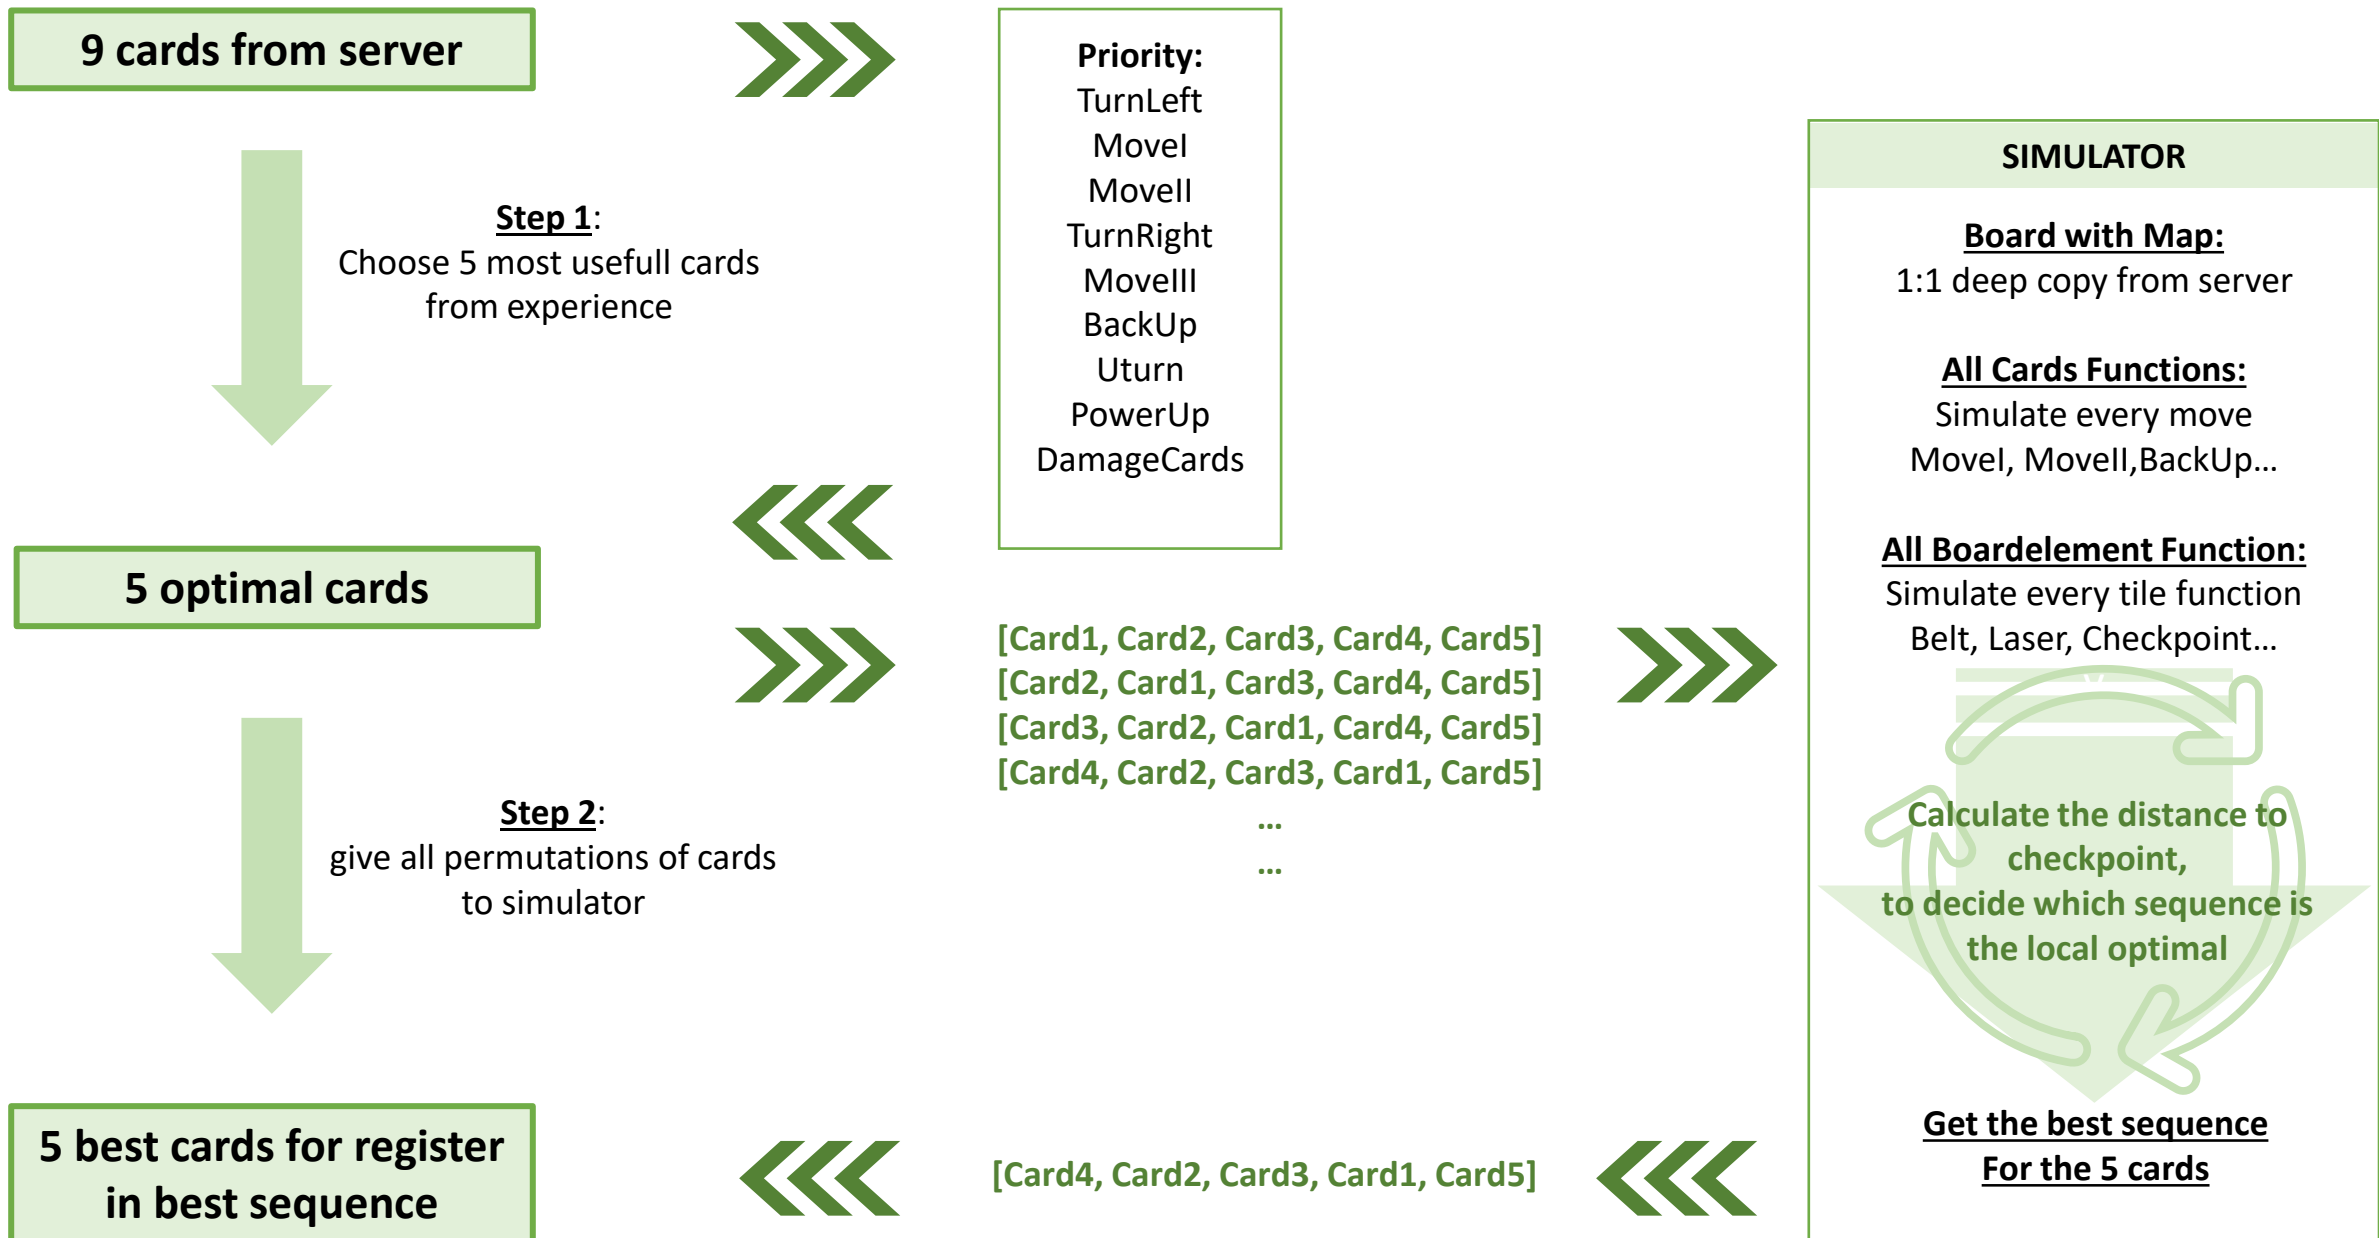 9 cards from server
Step 1:
Choose 5 most usefull cards
from experience
Priority:
TurnLeft
MoveI
MoveII
TurnRight
MoveIII
BackUp
Uturn
PowerUp
DamageCards
5 optimal cards
Step 2:
give all permutations of cards
to simulator
[Card1, Card2, Card3, Card4, Card5]
[Card2, Card1, Card3, Card4, Card5]
[Card3, Card2, Card1, Card4, Card5]
[Card4, Card2, Card3, Card1, Card5]
...
...
SIMULATOR
Board with Map:
1:1 deep copy from server
All Cards Functions:
Simulate every move
MoveI, MoveII,BackUp...
All Boardelement Function:
Simulate every tile function
Belt, Laser, Checkpoint...
Calculate the distance to
checkpoint,
to decide which sequence is
the local optimal
Get the best sequence
For the 5 cards
[Card4, Card2, Card3, Card1, Card5]
5 best cards for register
in best sequence